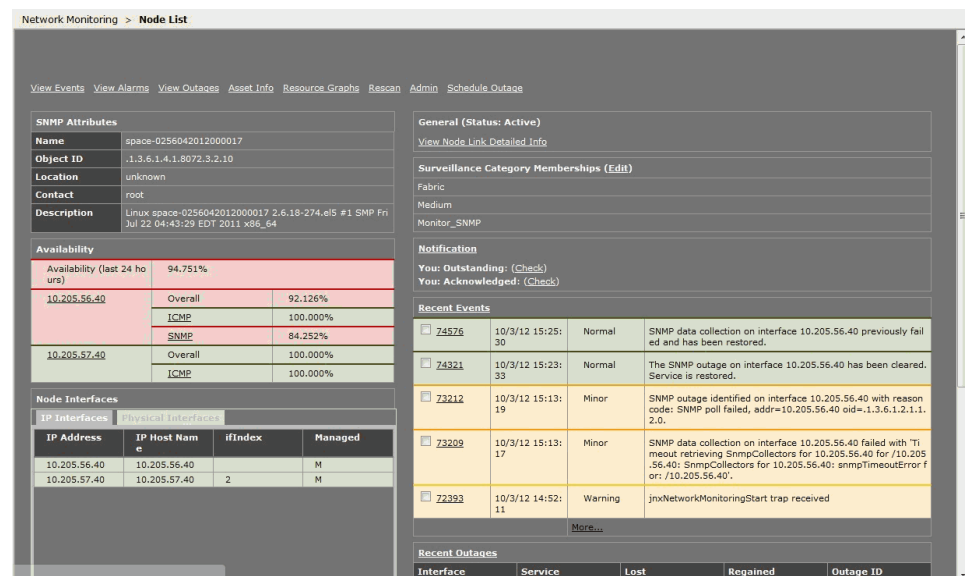 Network Monitoring > Node List
View Events View Alarms View Outages Asset Info Resource Graphs Rescan Admin Schedule Outage
SNMP Attributes
Name space-0256042012000017
Object ID .1.3.6.1.4.1.8072.3.2.10
Location unknown
Contact root
Description Linux space-0256042012000017 2.6.18-274.el5 #1 SMP Fri
Jul 22 04:43:29 EDT 2011 x86_64
Availability
Availability (last 24 ho
urs) 94.751%
10.205.56.40 Overall 92.126%
ICMP 100.000%
SNMP 84.252%
10.205.57.40 Overall 100.000%
ICMP 100.000%
Node Interfaces
IP Interfaces Physical Interfaces
IP Address IP Host Nam
e ifIndex Managed
10.205.56.40 10.205.56.40 M
10.205.57.40 10.205.57.40 2 M
General (Status: Active)
View Node Link Detailed Info
Surveillance Category Memberships (Edit)
Fabric
Medium
Monitor_SNMP
Notification
You: Outstanding: (Check)
You: Acknowledged: (Check)
Recent Events
74576 10/3/12 15:25:
30 Normal SNMP data collection on interface 10.205.56.40 previously fail
ed and has been restored.
74321 10/3/12 15:23:
33 Normal The SNMP outage on interface 10.205.56.40 has been cleared.
Service is restored.
73212 10/3/12 15:13:
19 Minor SNMP outage identified on interface 10.205.56.40 with reason
code: SNMP poll failed, addr=10.205.56.40 oid=.1.3.6.1.2.1.1.
2.0.
73209 10/3/12 15:13:
17 Minor SNMP data collection on interface 10.205.56.40 failed with 'Ti
meout retrieving SnmpCollectors for 10.205.56.40 for /10.205
.56.40: SnmpCollectors for 10.205.56.40: snmpTimeoutError f
or: /10.205.56.40'.
72393 10/3/12 14:52:
11 Warning jnxNetworkMonitoringStart trap received
More...
Recent Outages
Interface Service Lost Regained Outage ID